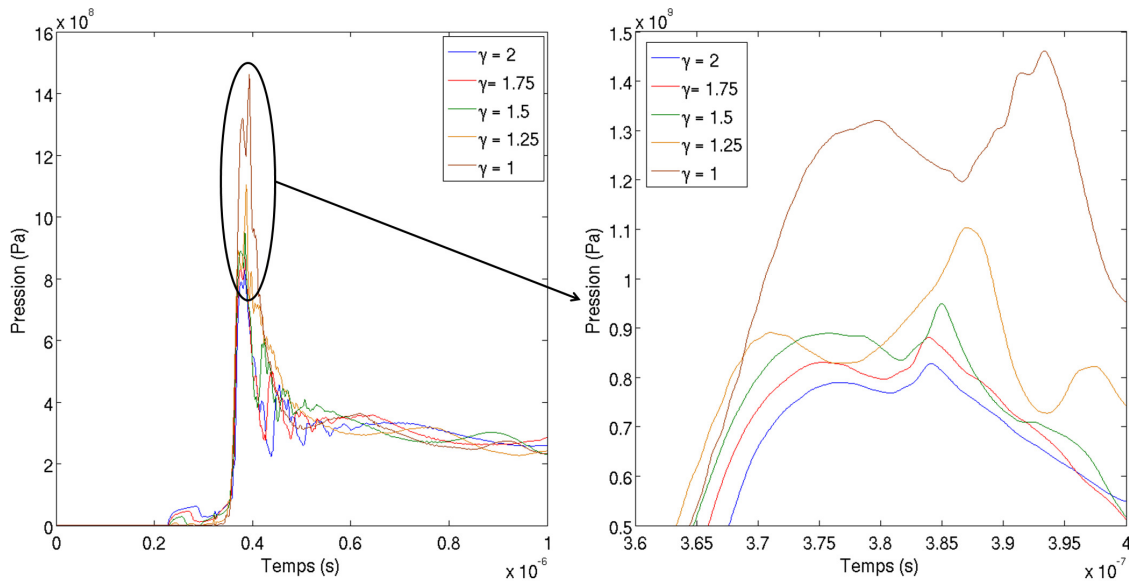 x 10^8
16
14
12
10
8
6
4
2
0
Pression (Pa)
0
0.2
0.4
0.6
0.8
1
Temps (s)
x 10^-6
γ = 2
γ= 1.75
γ = 1.5
γ = 1.25
γ = 1
x 10^9
1.5
1.4
1.3
1.2
1.1
1
0.9
0.8
0.7
0.6
0.5
Pression (Pa)
3.6
3.65
3.7
3.75
3.8
3.85
3.9
3.95
4
Temps (s)
x 10^-7
γ = 2
γ= 1.75
γ = 1.5
γ = 1.25
γ = 1